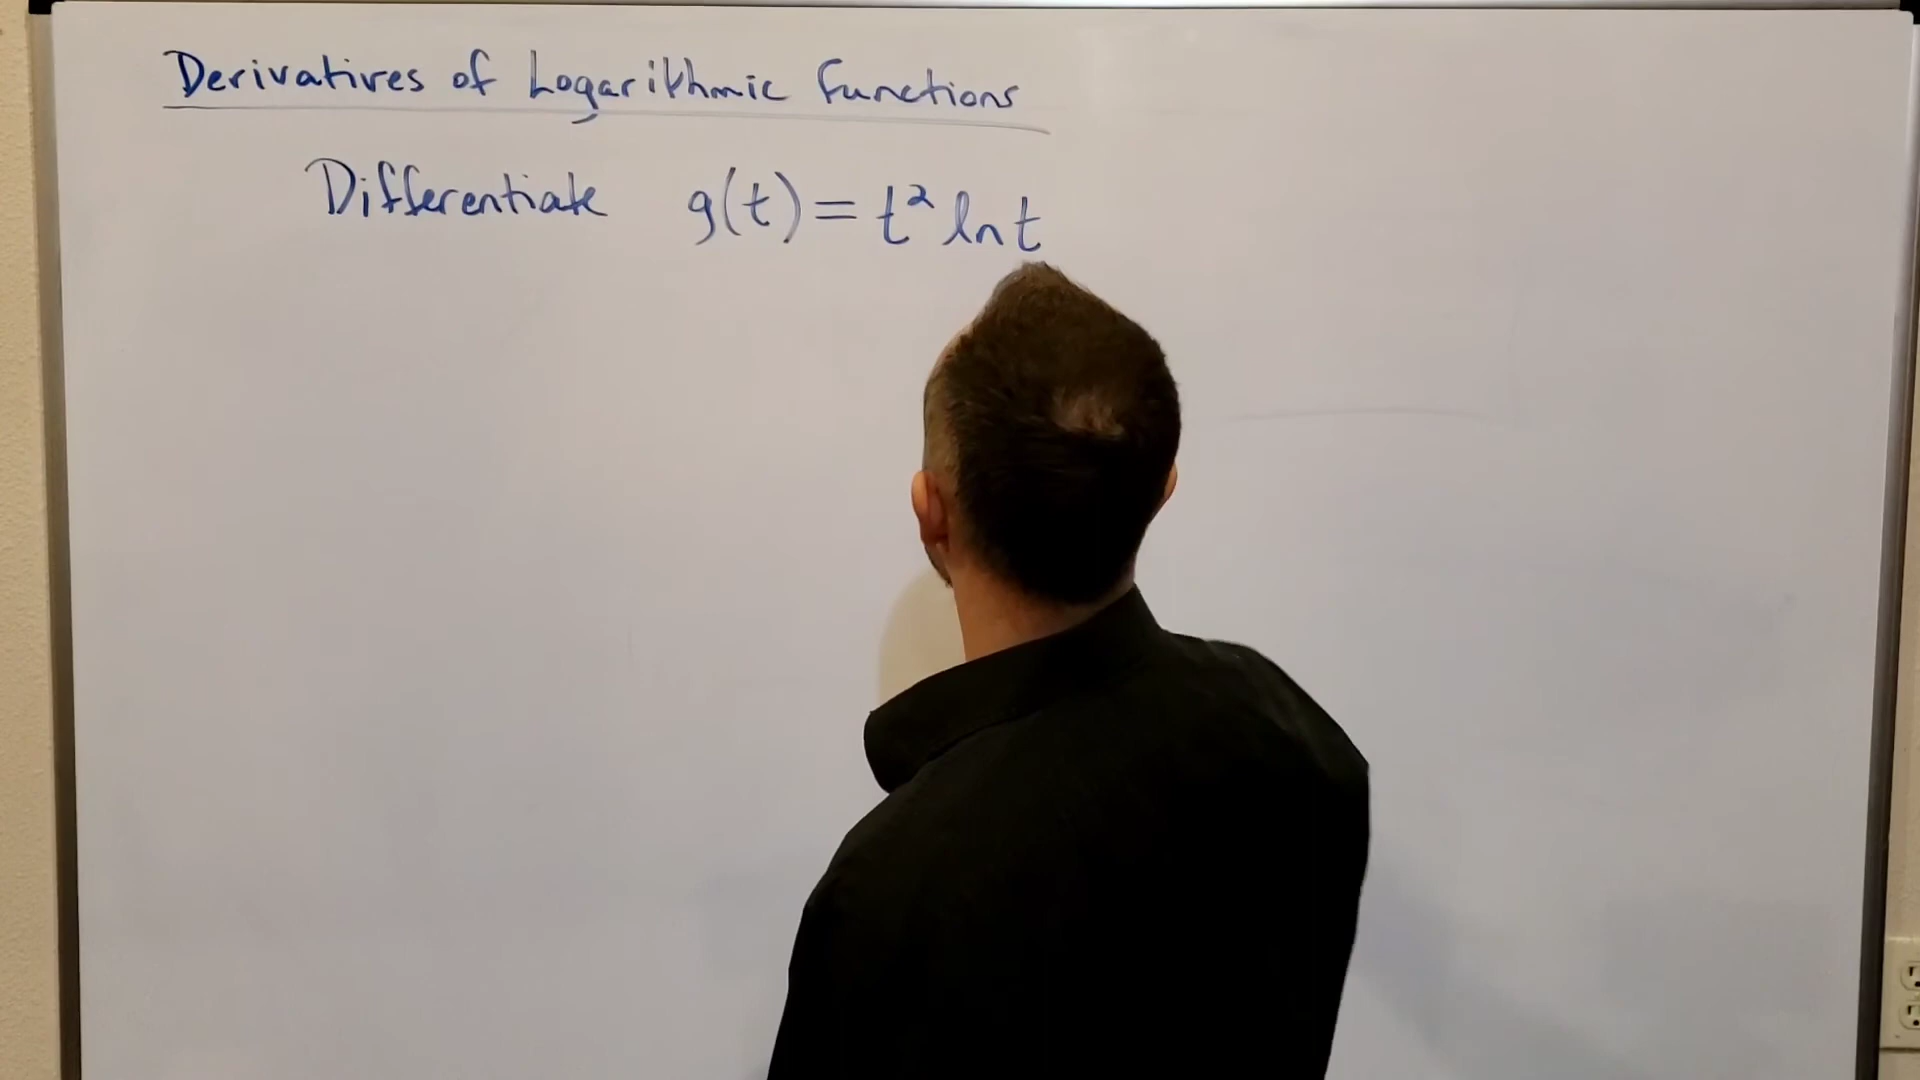 Derivatives of Logarithmic Functions
Differentiate g(t) = t² ln t